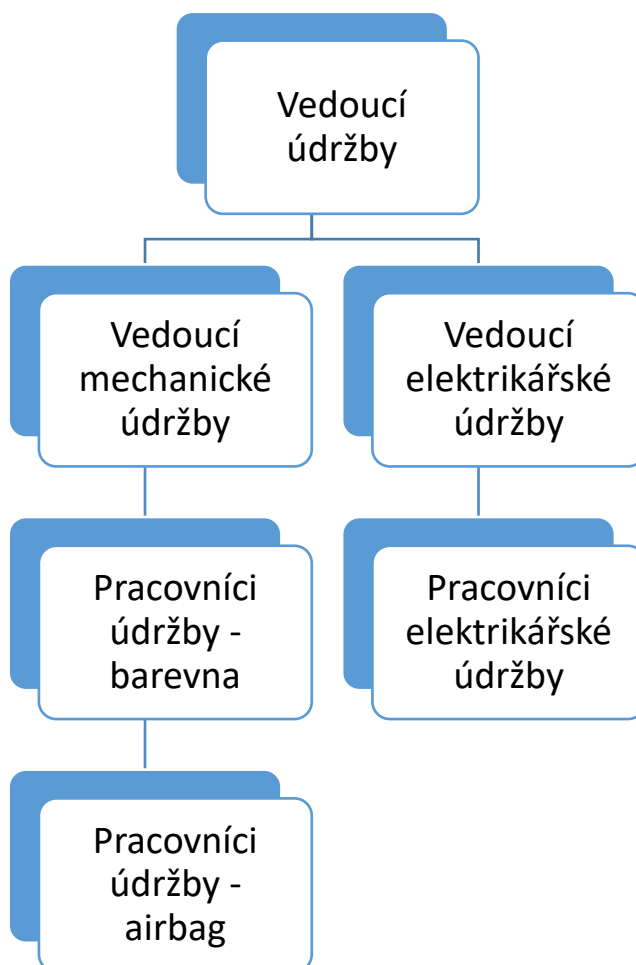 Vedoucí
údržby
Vedoucí
mechanické
údržby
Vedoucí
elektrikářské
údržby
Pracovníci
údržby -
barevna
Pracovníci
elektrikářské
údržby
Pracovníci
údržby -
airbag